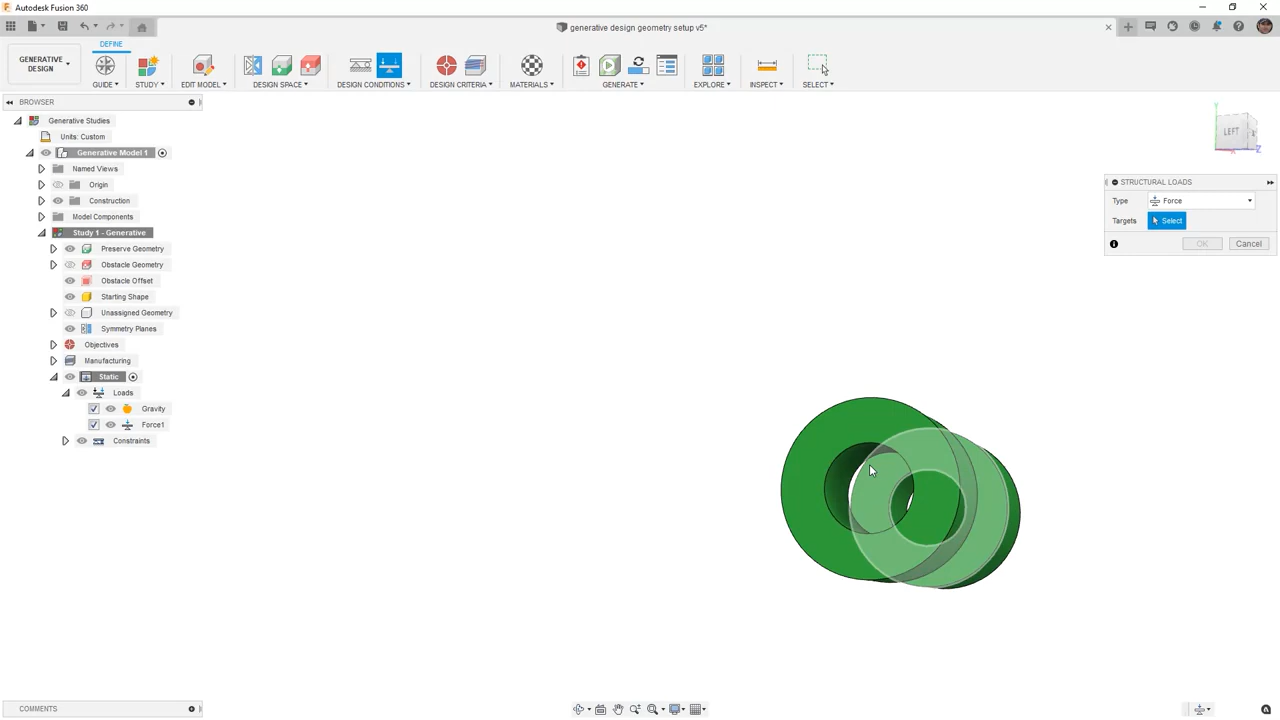 Autodesk Fusion 360
generative design geometry setup v5*
DEFINE
GENERATIVE
DESIGN
GUIDE
STUDY
EDIT MODEL
DESIGN SPACE
DESIGN CONDITIONS
DESIGN CRITERIA
MATERIALS
GENERATE
EXPLORE
INSPECT
SELECT
BROWSER
Generative Studies
Units: Custom
Generative Model 1
Named Views
Origin
Construction
Model Components
Study 1 - Generative
Preserve Geometry
Obstacle Geometry
Obstacle Offset
Starting Shape
Unassigned Geometry
Symmetry Planes
Objectives
Manufacturing
Static
Loads
Gravity
Force1
Constraints
Y
LEFT
X
Z
STRUCTURAL LOADS
Type Force
Targets Select
OK Cancel
COMMENTS